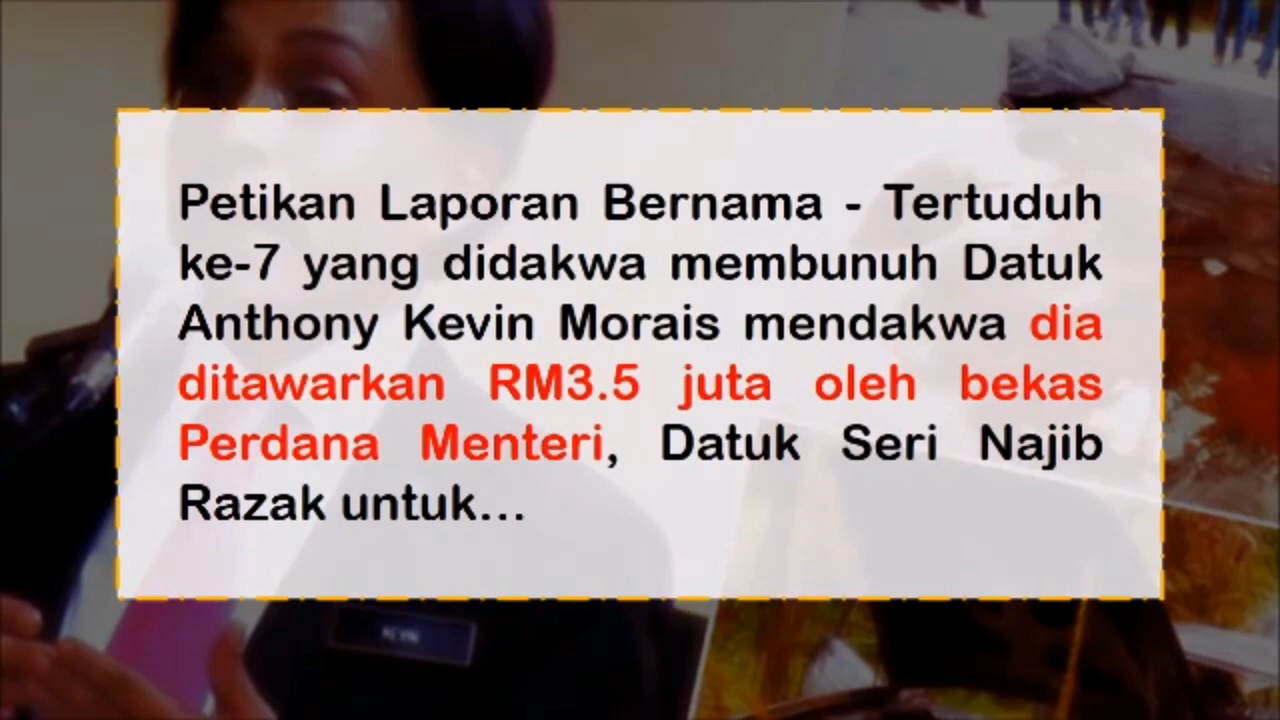 Petikan Laporan Bernama - Tertuduh
ke-7 yang didakwa membunuh Datuk
Anthony Kevin Morais mendakwa dia
ditawarkan RM3.5 juta oleh bekas
Perdana Menteri, Datuk Seri Najib
Razak untuk...